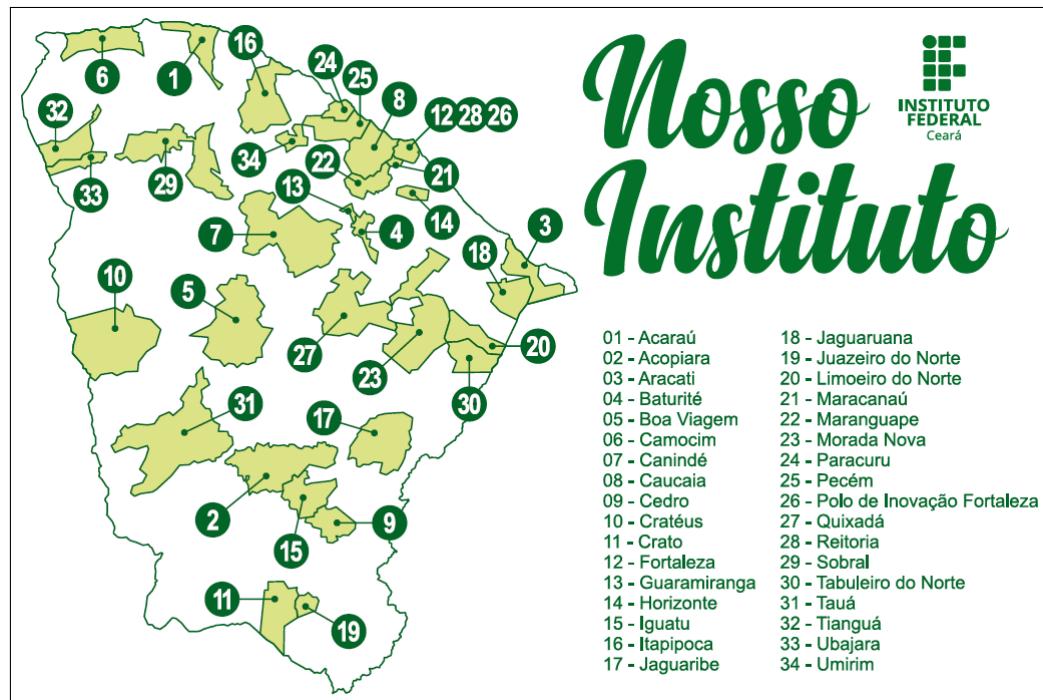 Nosso
Instituto
INSTITUTO
FEDERAL
Ceará
6
1
16
24
25
8
12 28 26
32
33
29
34
22
21
13
14
7
4
3
18
10
5
27
23
20
30
31
17
2
15
9
11
19
01 - Acaraú
02 - Acopiara
03 - Aracati
04 - Baturité
05 - Boa Viagem
06 - Camocim
07 - Canindé
08 - Caucaia
09 - Cedro
10 - Cratéus
11 - Crato
12 - Fortaleza
13 - Guaramiranga
14 - Horizonte
15 - Iguatu
16 - Itapipoca
17 - Jaguaribe
18 - Jaguaruana
19 - Juazeiro do Norte
20 - Limoeiro do Norte
21 - Maracanaú
22 - Maranguape
23 - Morada Nova
24 - Paracuru
25 - Pecém
26 - Polo de Inovação Fortaleza
27 - Quixadá
28 - Reitoria
29 - Sobral
30 - Tabuleiro do Norte
31 - Tauá
32 - Tianguá
33 - Ubajara
34 - Umirim